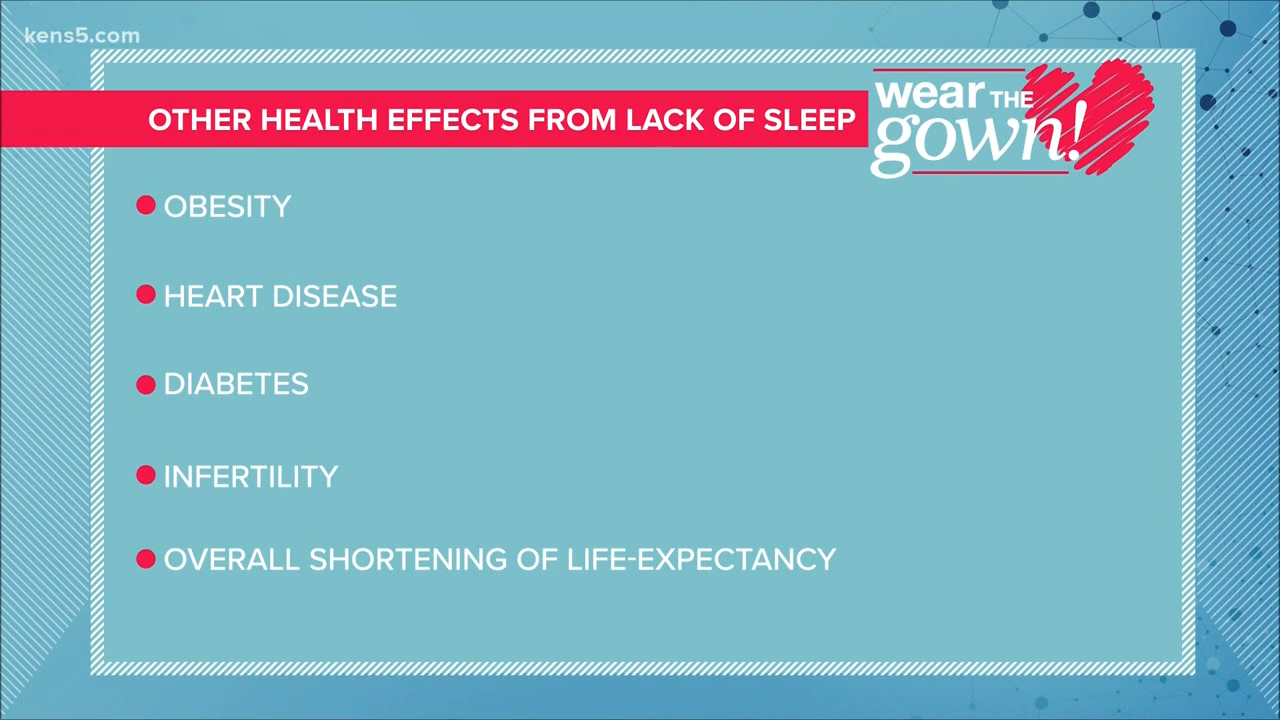 kens5.com
wear THE
gown!
OTHER HEALTH EFFECTS FROM LACK OF SLEEP
OBESITY
HEART DISEASE
DIABETES
INFERTILITY
OVERALL SHORTENING OF LIFE-EXPECTANCY